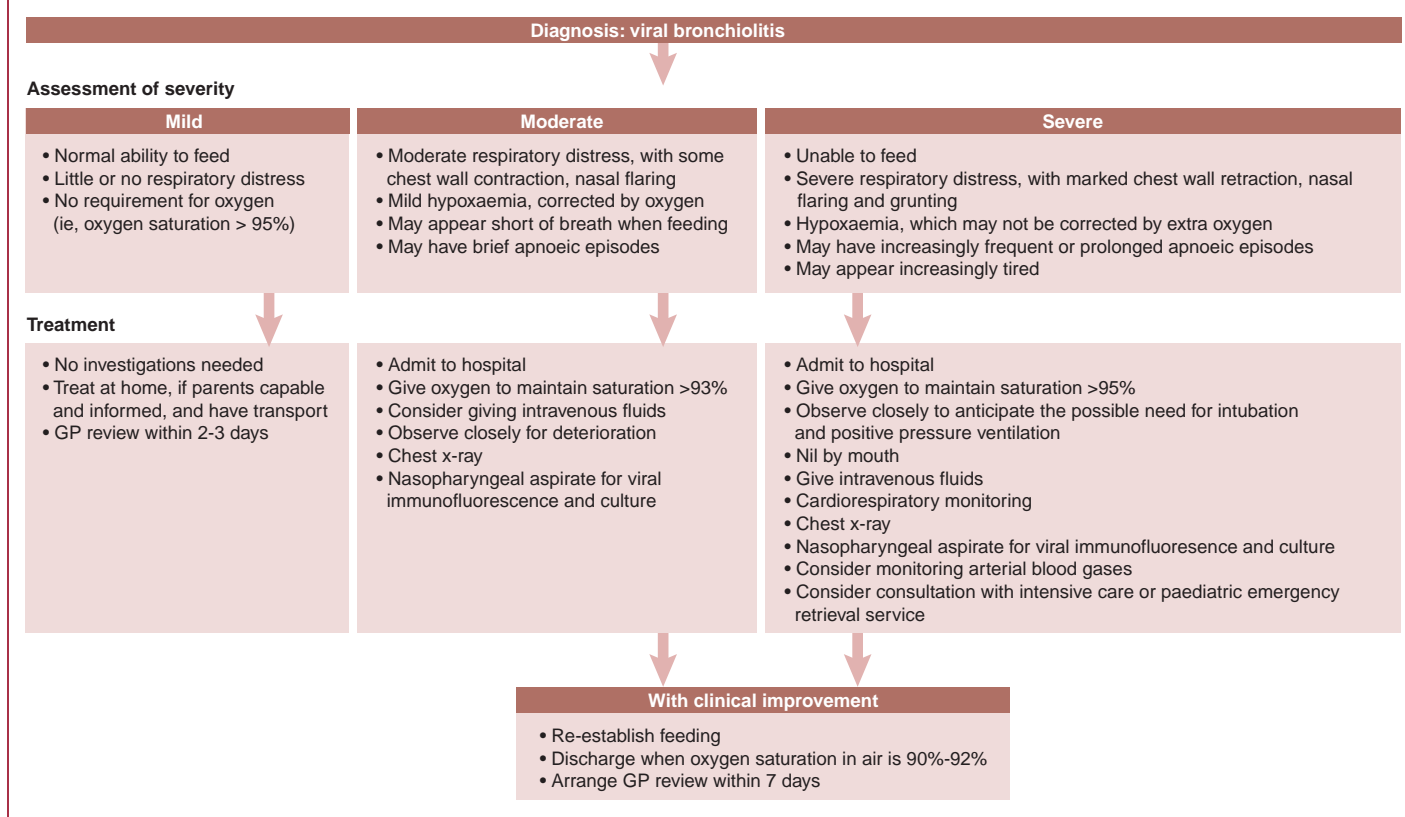 Diagnosis: viral bronchiolitis
Assessment of severity
Mild
• Normal ability to feed
• Little or no respiratory distress
• No requirement for oxygen
(ie, oxygen saturation > 95%)
Moderate
• Moderate respiratory distress, with some
chest wall contraction, nasal flaring
• Mild hypoxaemia, corrected by oxygen
• May appear short of breath when feeding
• May have brief apnoeic episodes
Severe
• Unable to feed
• Severe respiratory distress, with marked chest wall retraction, nasal
flaring and grunting
• Hypoxaemia, which may not be corrected by extra oxygen
• May have increasingly frequent or prolonged apnoeic episodes
• May appear increasingly tired
Treatment
• No investigations needed
• Treat at home, if parents capable
and informed, and have transport
• GP review within 2-3 days
• Admit to hospital
• Give oxygen to maintain saturation >93%
• Consider giving intravenous fluids
• Observe closely for deterioration
• Chest x-ray
• Nasopharyngeal aspirate for viral
immunofluorescence and culture
• Admit to hospital
• Give oxygen to maintain saturation >95%
• Observe closely to anticipate the possible need for intubation
and positive pressure ventilation
• Nil by mouth
• Give intravenous fluids
• Cardiorespiratory monitoring
• Chest x-ray
• Nasopharyngeal aspirate for viral immunofluoresence and culture
• Consider monitoring arterial blood gases
• Consider consultation with intensive care or paediatric emergency
retrieval service
With clinical improvement
• Re-establish feeding
• Discharge when oxygen saturation in air is 90%-92%
• Arrange GP review within 7 days